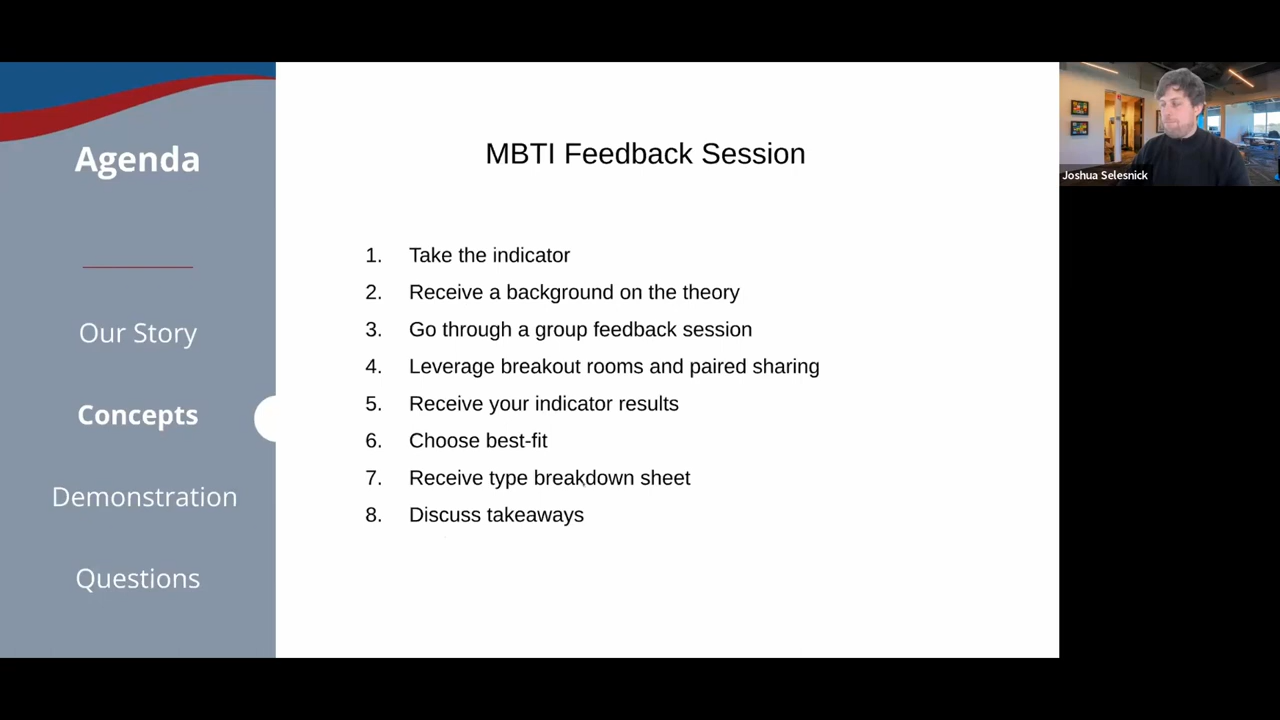 Agenda
Our Story
Concepts
Demonstration
Questions
MBTI Feedback Session
1. Take the indicator
2. Receive a background on the theory
3. Go through a group feedback session
4. Leverage breakout rooms and paired sharing
5. Receive your indicator results
6. Choose best-fit
7. Receive type breakdown sheet
8. Discuss takeaways
Joshua Selesnick